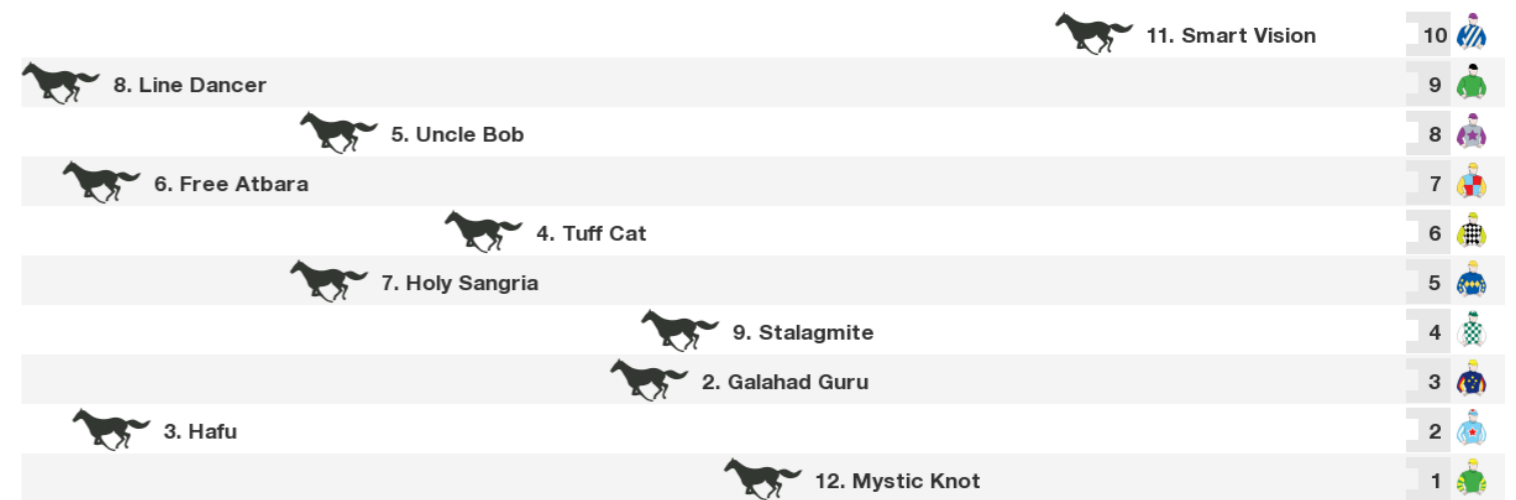 11. Smart Vision 10
8. Line Dancer 9
5. Uncle Bob 8
6. Free Atbara 7
4. Tuff Cat 6
7. Holy Sangria 5
9. Stalagmite 4
2. Galahad Guru 3
3. Hafu 2
12. Mystic Knot 1